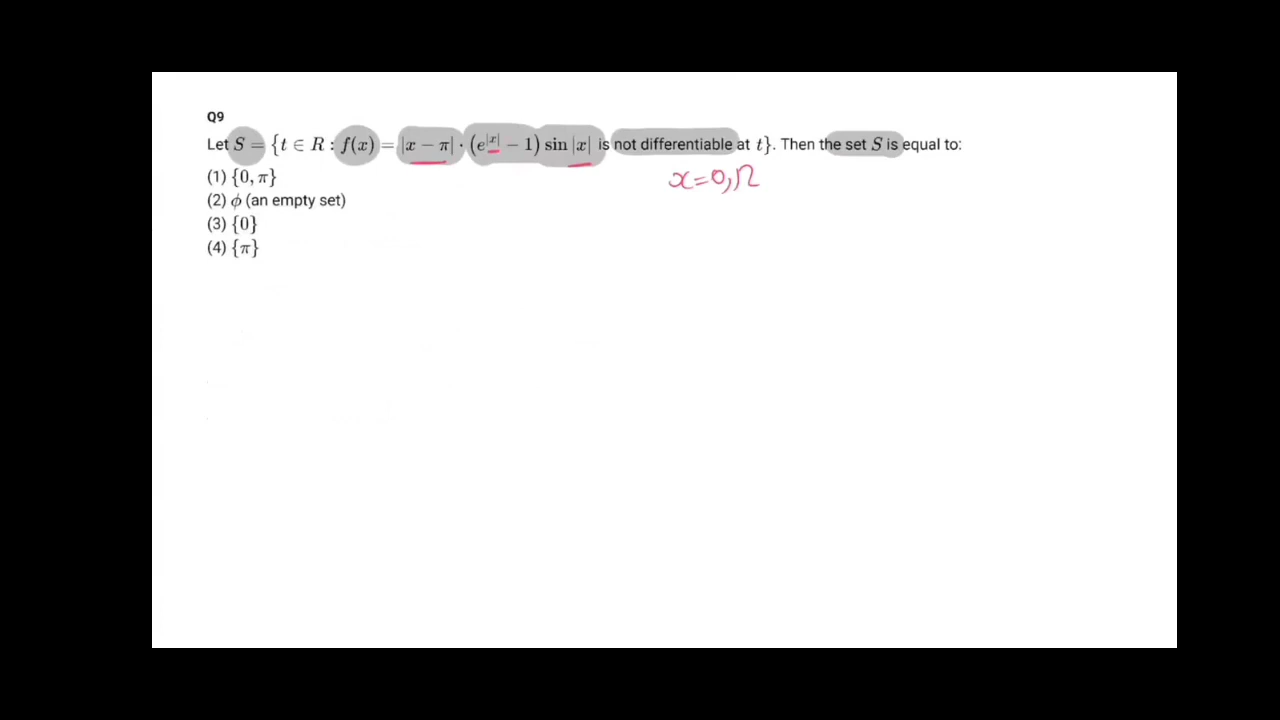 Q9
Let S = {t ∈ R : f(x) = |x − π| · (e^{|x|} − 1) sin |x| is not differentiable at t}. Then the set S is equal to:
x=0,π
(1) {0, π}
(2) ϕ (an empty set)
(3) {0}
(4) {π}